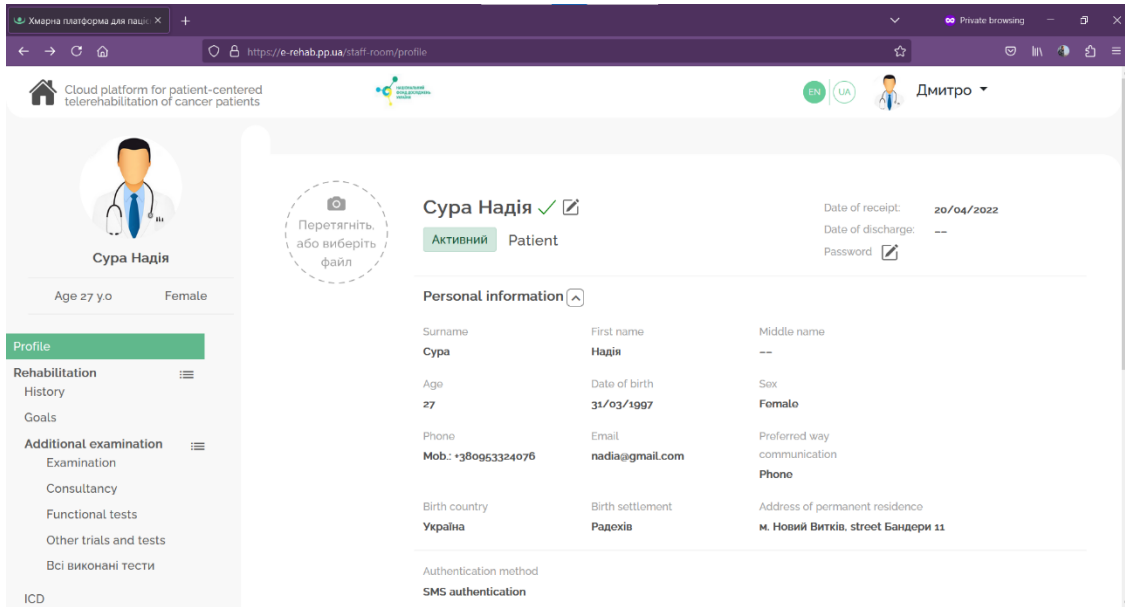 Хмарна платформа для паціє
Private browsing
https://e-rehab.pp.ua/staff-room/profile
Cloud platform for patient-centered
telerehabilitation of cancer patients
EN UA Дмитро
Сура Надія
Age 27 y.o Female
Profile
Rehabilitation
History
Goals
Additional examination
Examination
Consultancy
Functional tests
Other trials and tests
Всі виконані тести
ICD
Перетягніть,
або виберіть
файл
Сура Надія
Активний Patient
Date of receipt: 20/04/2022
Date of discharge: --
Password
Personal information
Surname First name Middle name
Сура Надія --
Age Date of birth Sex
27 31/03/1997 Female
Phone Email Preferred way
communication
Mob.: +380953324076 nadia@gmail.com
Phone
Birth country Birth settlement Address of permanent residence
Україна Радехів м. Новий Витків, street Бандери 11
Authentication method
SMS authentication